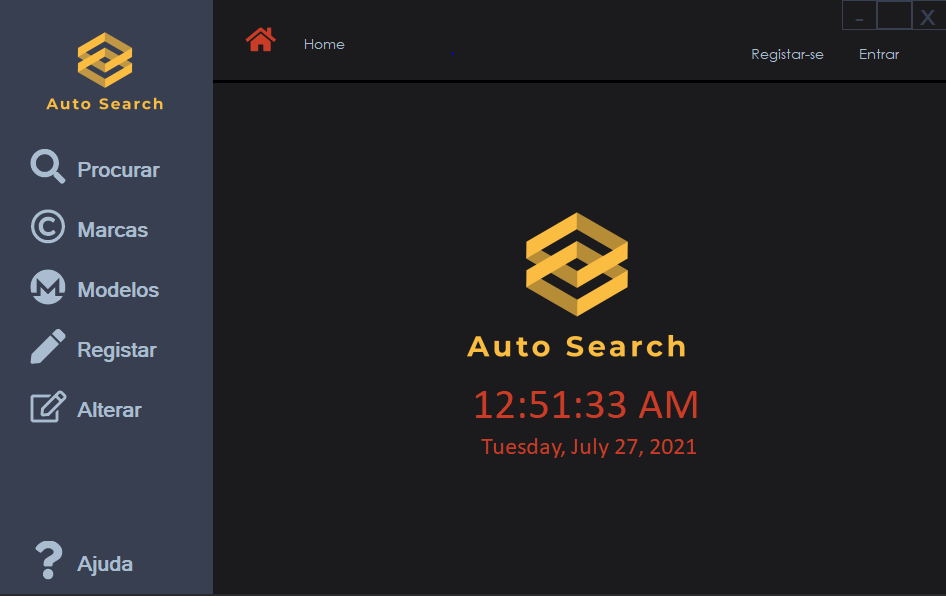 Auto Search
Procurar
Marcas
Modelos
Registar
Alterar
Ajuda
Home
Registar-se
Entrar
- X
Auto Search
12:51:33 AM
Tuesday, July 27, 2021